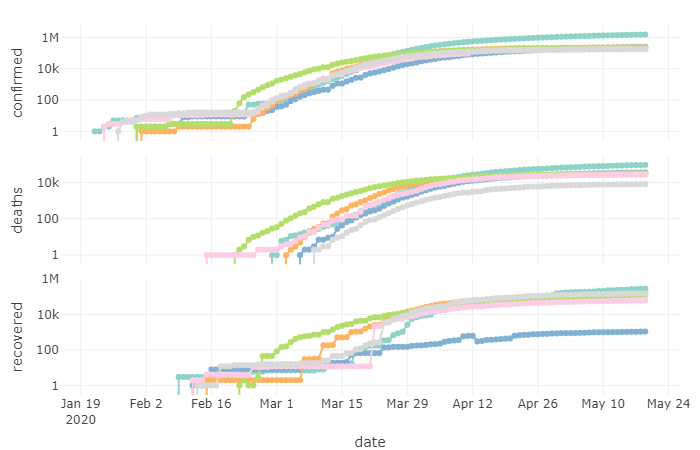 confirmed
1M
10k
100
1
deaths
10k
100
1
recovered
1M
10k
100
1
Jan 19 Feb 2 Feb 16 Mar 1 Mar 15 Mar 29 Apr 12 Apr 26 May 10 May 24
2020
date